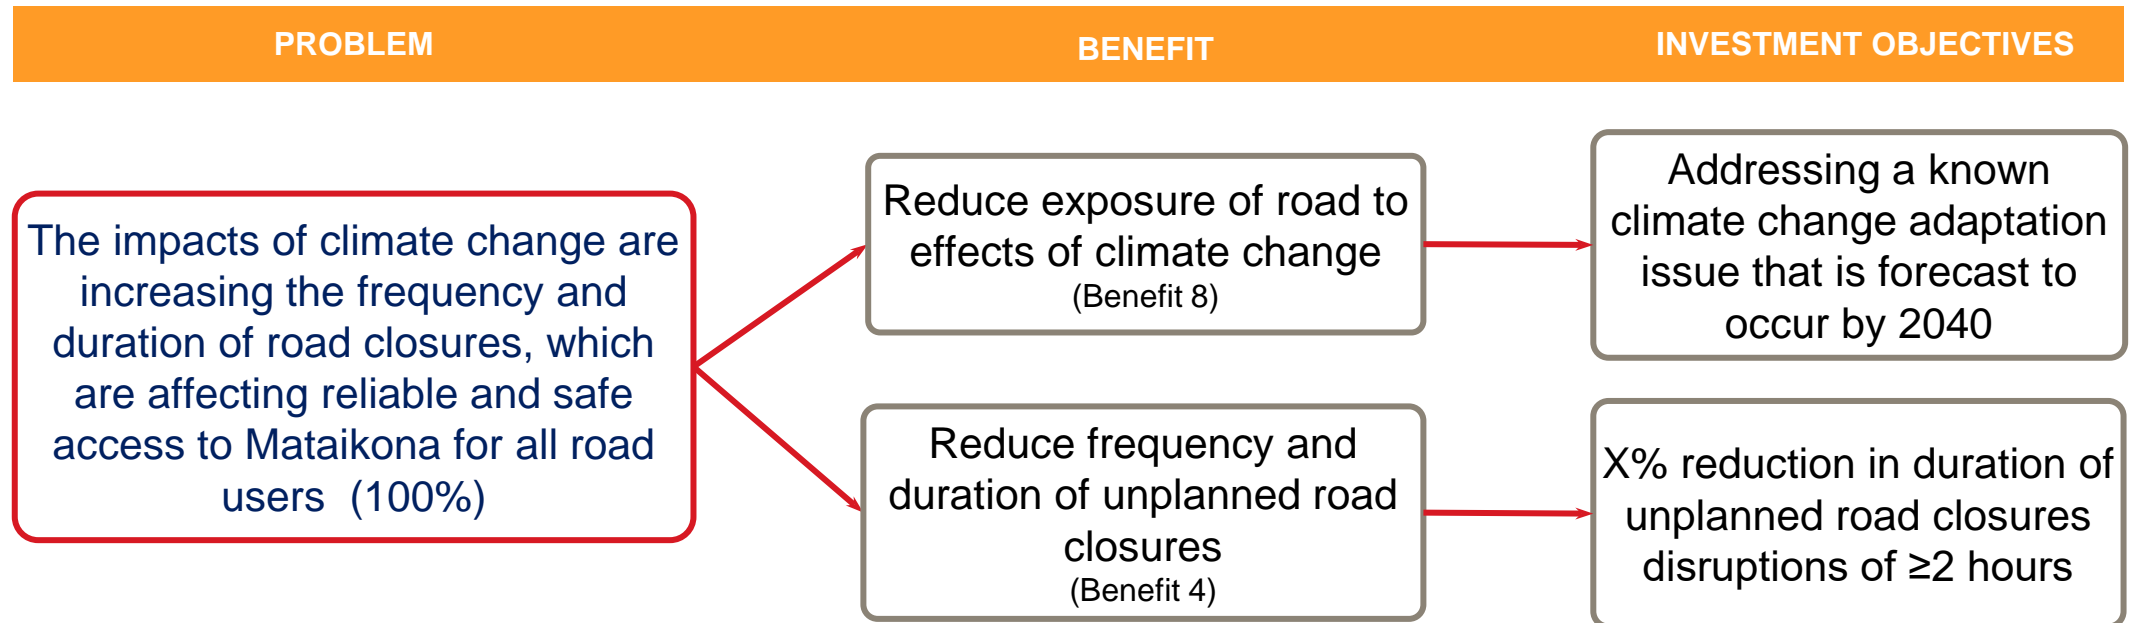 PROBLEM
BENEFIT
INVESTMENT OBJECTIVES
The impacts of climate change are
increasing the frequency and
duration of road closures, which
are affecting reliable and safe
access to Mataikona for all road
users (100%)
Reduce exposure of road to
effects of climate change
(Benefit 8)
Addressing a known
climate change adaptation
issue that is forecast to
occur by 2040
Reduce frequency and
duration of unplanned road
closures
(Benefit 4)
X% reduction in duration of
unplanned road closures
disruptions of ≥2 hours